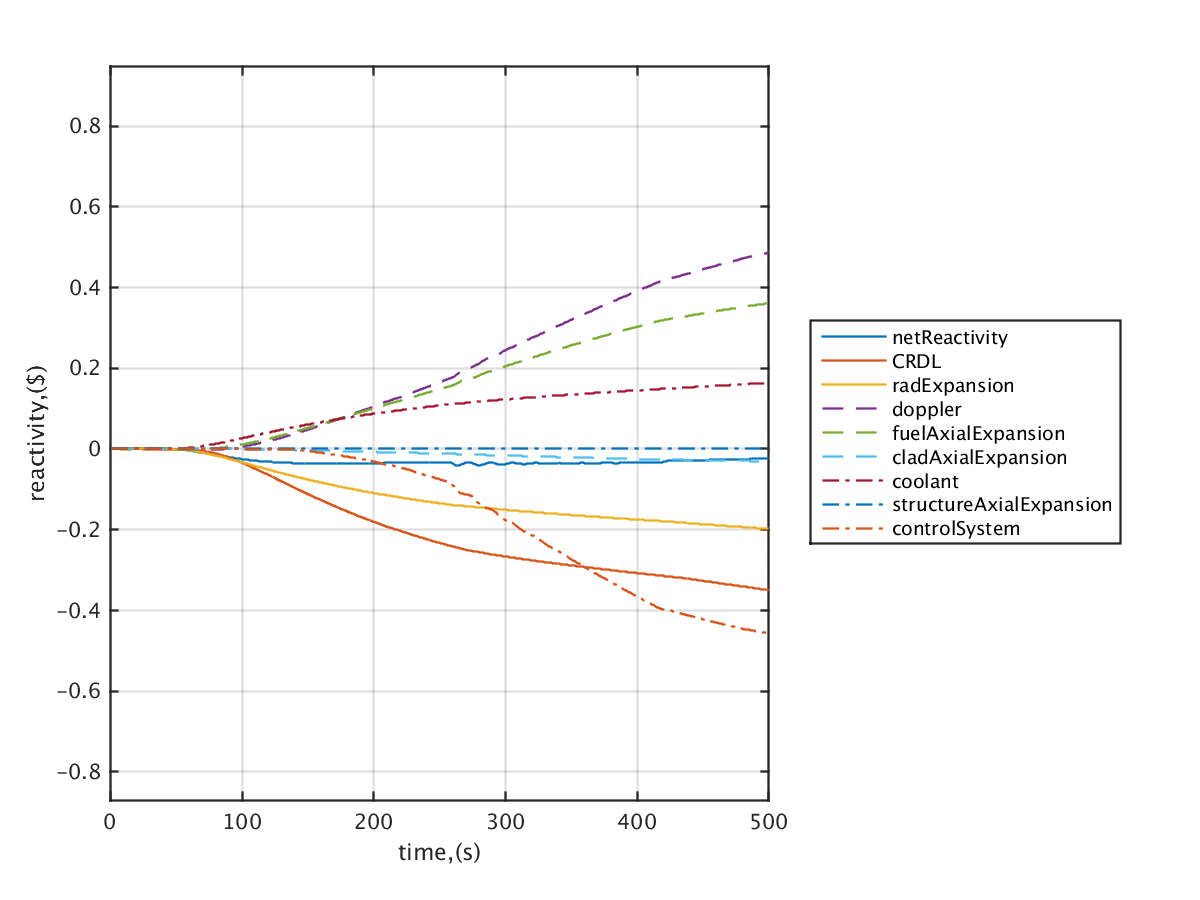 0.8
0.6
0.4
0.2
0
−0.2
−0.4
−0.6
−0.8
reactivity,($)
0 100 200 300 400 500
time,(s)
netReactivity
CRDL
radExpansion
doppler
fuelAxialExpansion
cladAxialExpansion
coolant
structureAxialExpansion
controlSystem